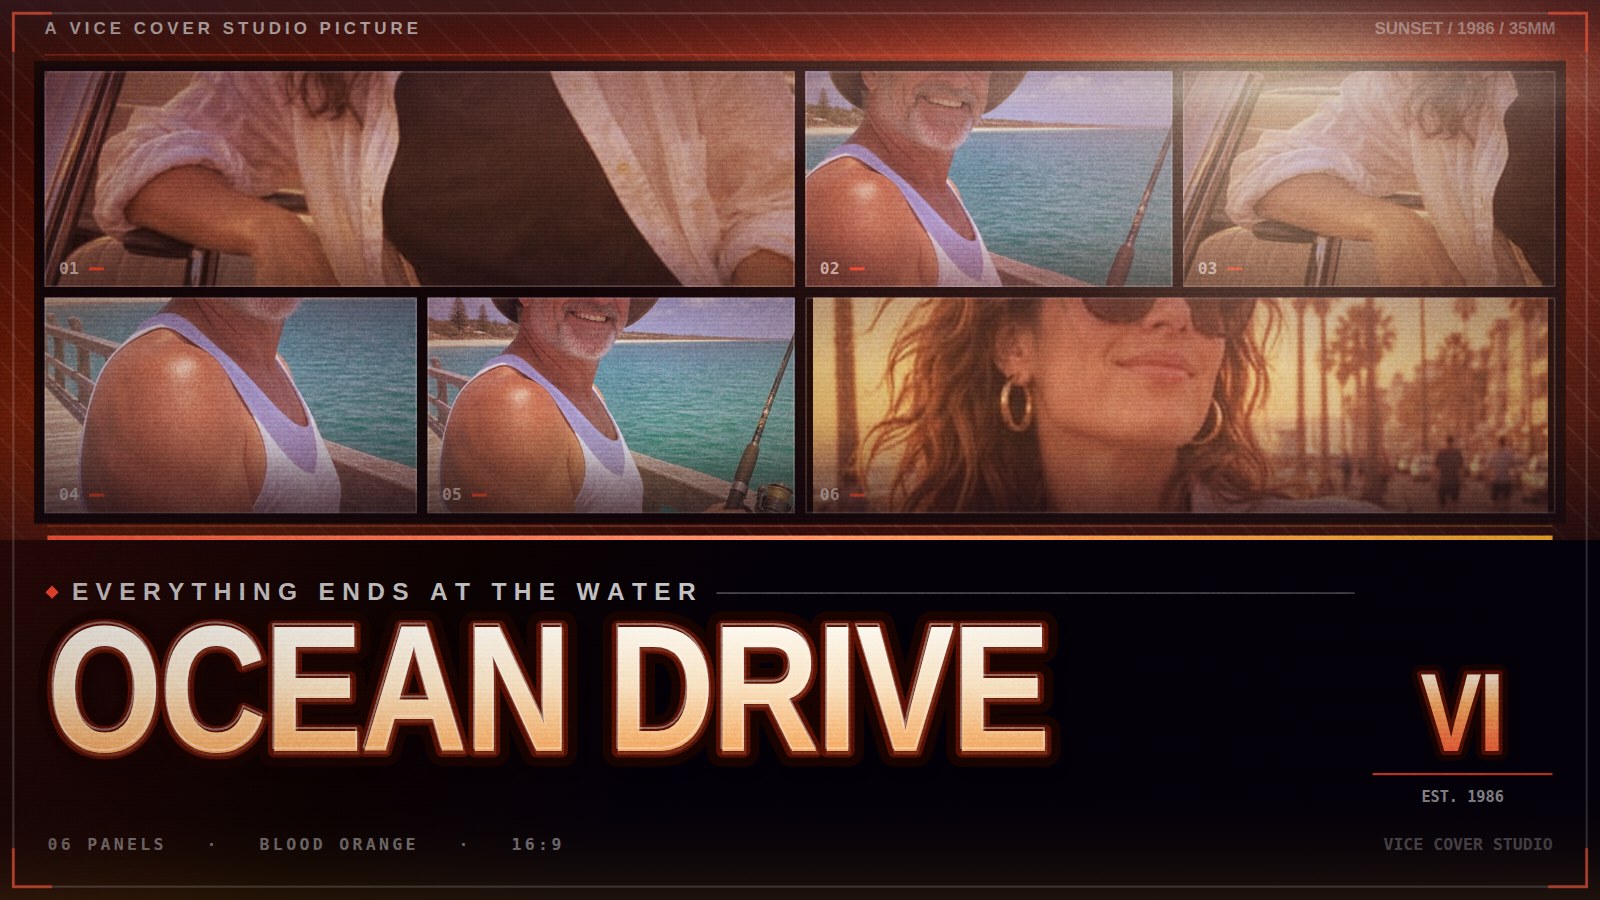 A VICE COVER STUDIO PICTURE
SUNSET / 1986 / 35MM
01
02
03
04
05
06
EVERYTHING ENDS AT THE WATER
OCEAN DRIVE
VI
EST. 1986
06 PANELS · BLOOD ORANGE · 16:9
VICE COVER STUDIO